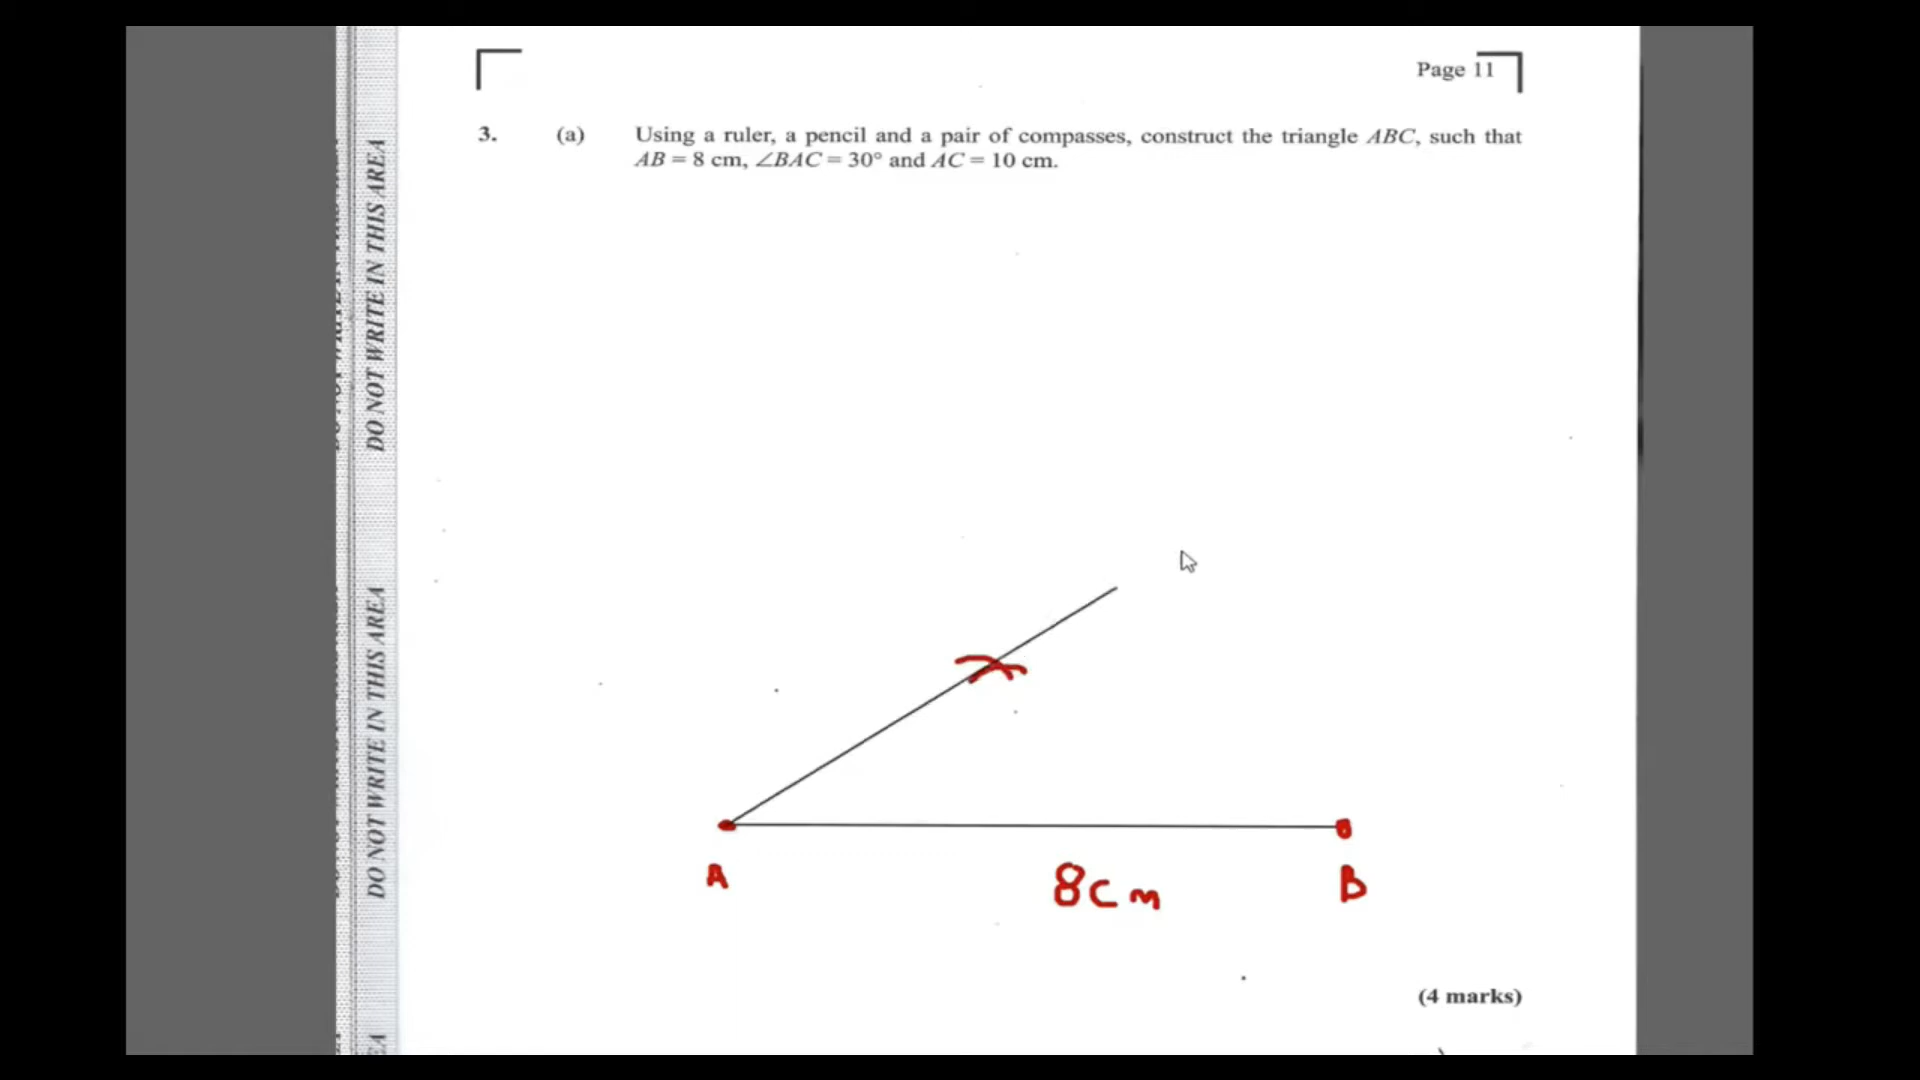 Page 11
3. (a) Using a ruler, a pencil and a pair of compasses, construct the triangle ABC, such that
AB = 8 cm, ∠BAC = 30° and AC = 10 cm.
A 8cm B
(4 marks)
DO NOT WRITE IN THIS AREA
DO NOT WRITE IN THIS AREA
EA